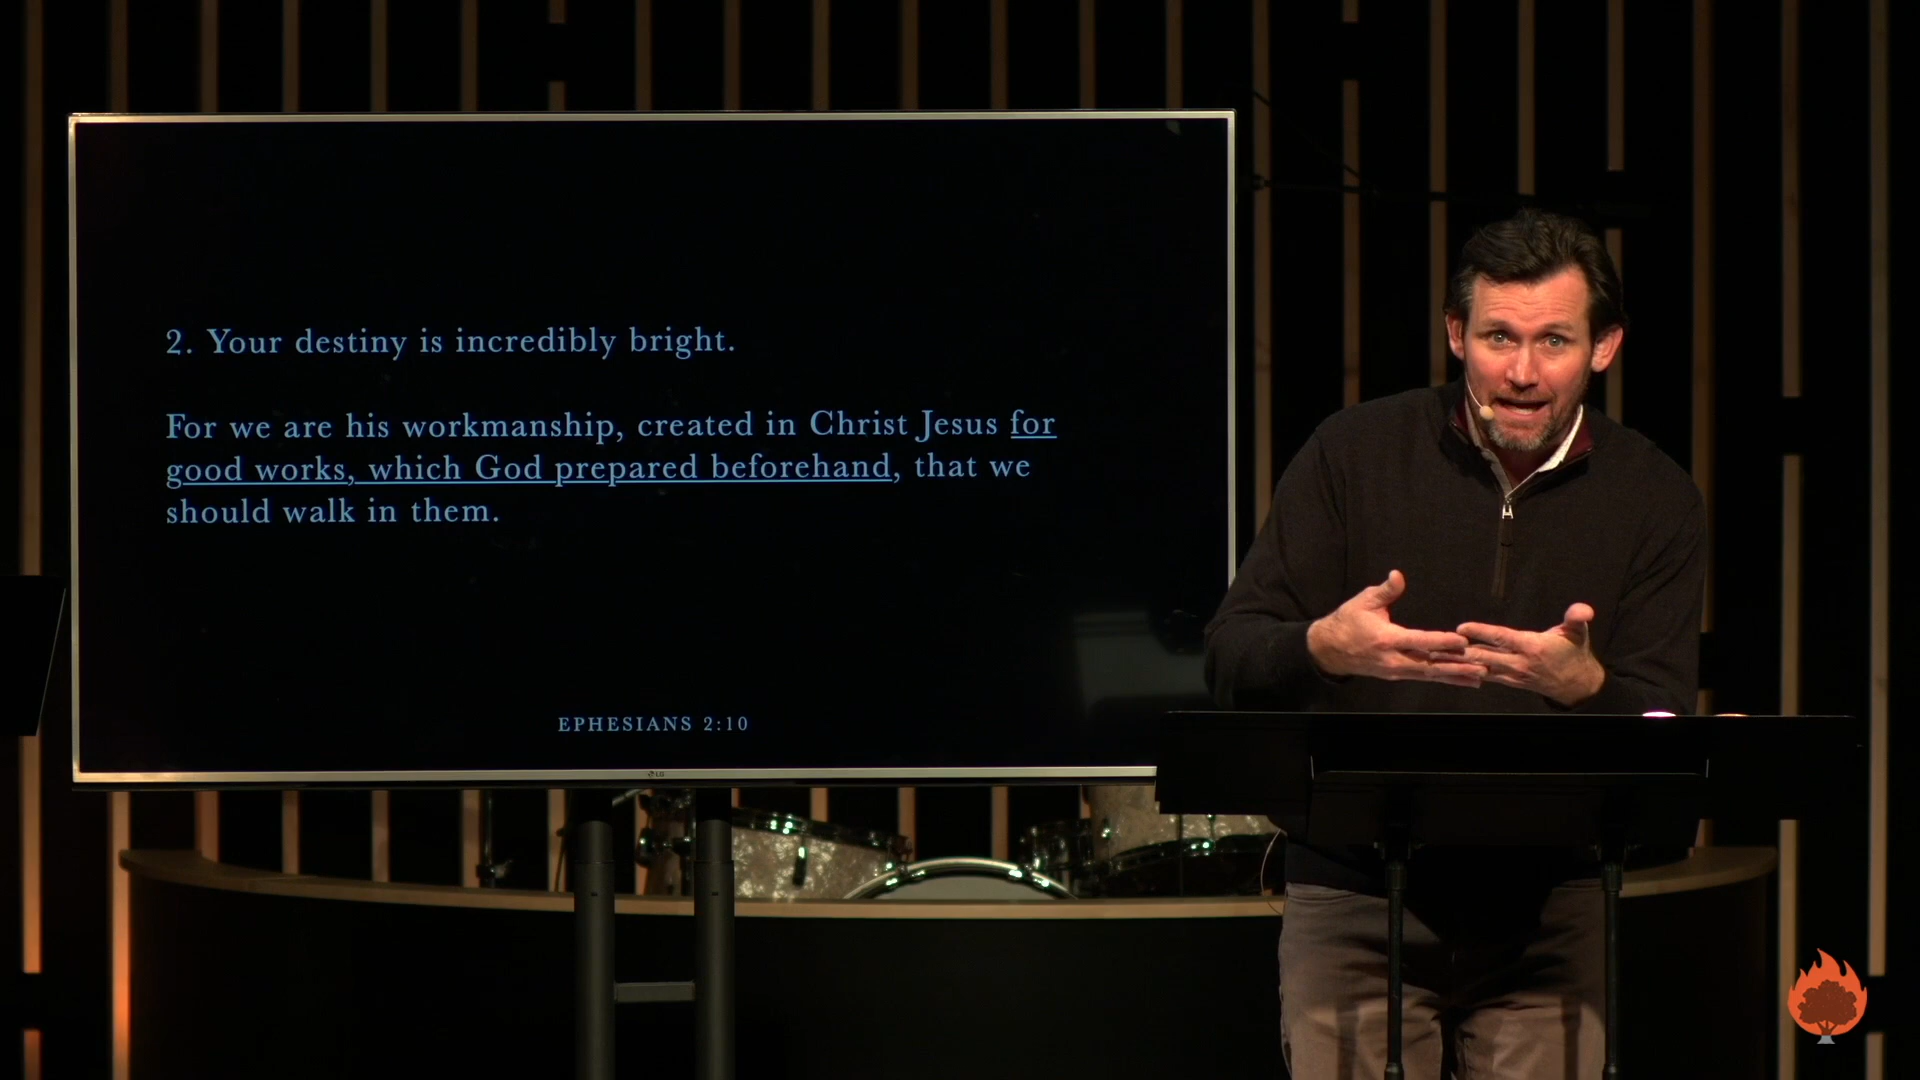 2. Your destiny is incredibly bright.
For we are his workmanship, created in Christ Jesus for
good works, which God prepared beforehand, that we
should walk in them.
EPHESIANS 2:10
LG